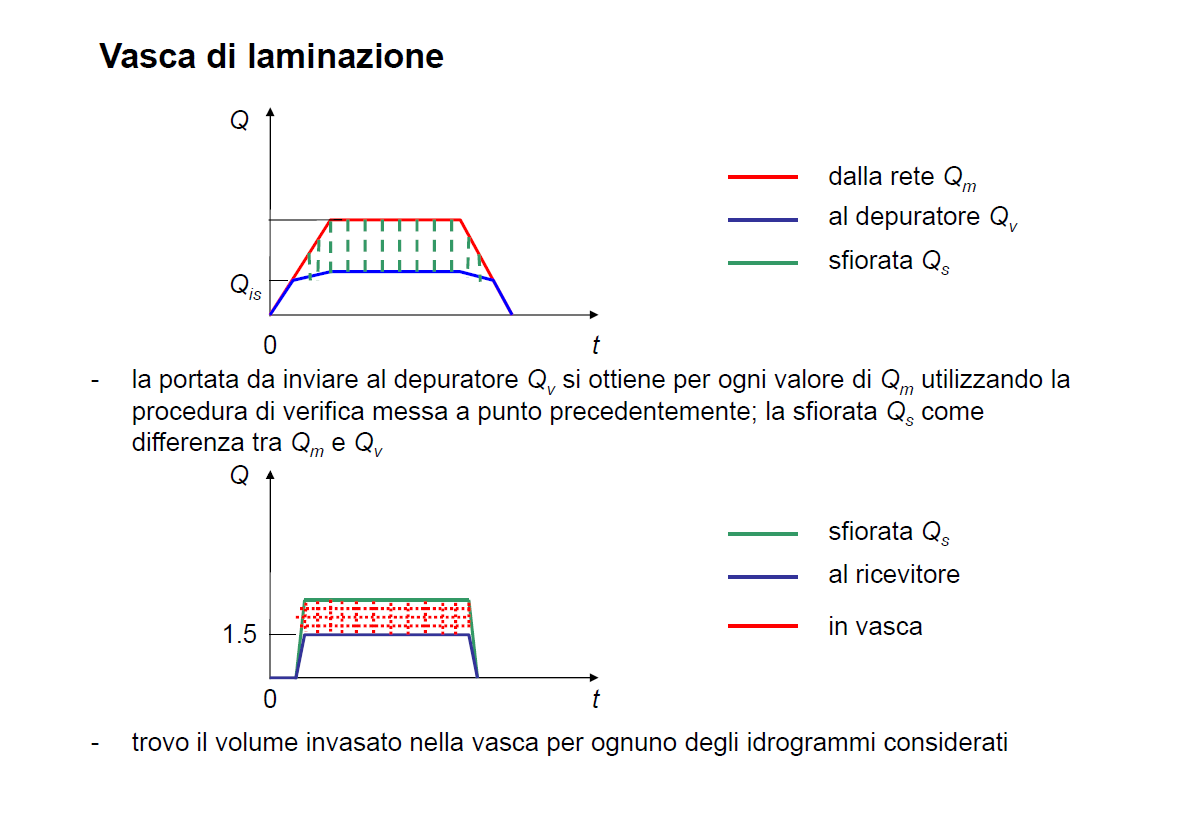 Vasca di laminazione
Q
dalla rete Qm
al depuratore Qv
sfiorata Qs
Qis
0
t
- la portata da inviare al depuratore Qv si ottiene per ogni valore di Qm utilizzando la
procedura di verifica messa a punto precedentemente; la sfiorata Qs come
differenza tra Qm e Qv
Q
sfiorata Qs
al ricevitore
1.5
in vasca
0
t
- trovo il volume invasato nella vasca per ognuno degli idrogrammi considerati